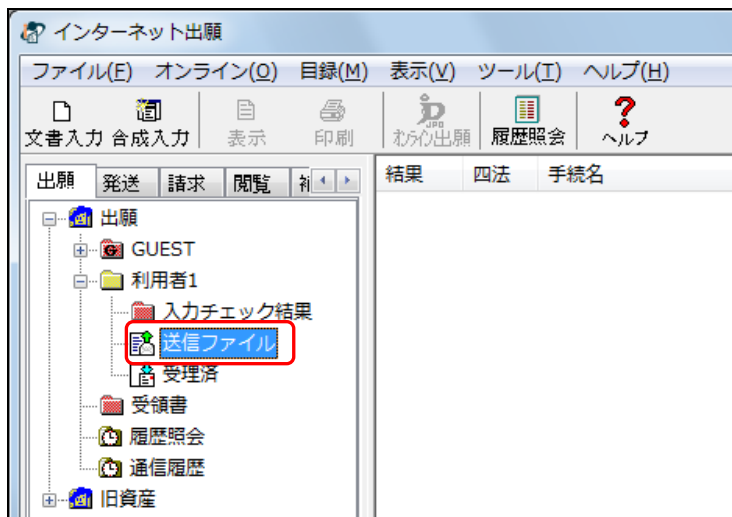 インターネット出願
ファイル(F) オンライン(O) 目録(M) 表示(V) ツール(T) ヘルプ(H)
文書入力 合成入力 表示 印刷 オンライン出願 履歴照会 ヘルプ
出願 発送 請求 閲覧
結果 四法 手続名
出願
GUEST
利用者1
入力チェック結果
送信ファイル
受理済
受領書
履歴照会
通信履歴
旧資産